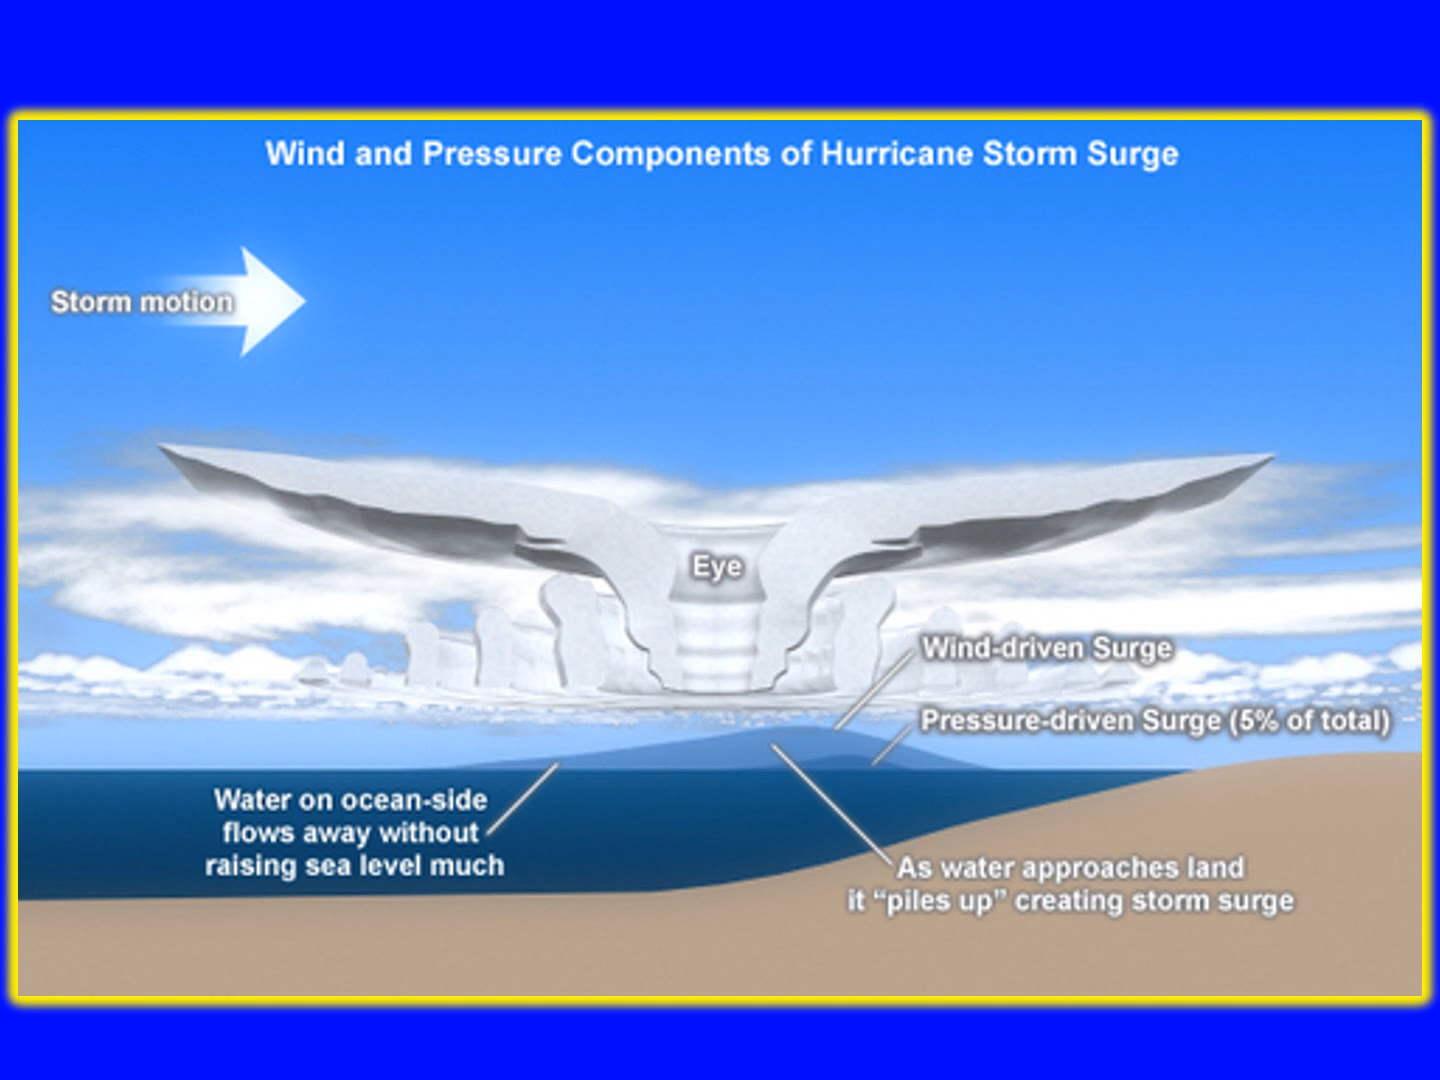 Wind and Pressure Components of Hurricane Storm Surge
Storm motion
Eye
Wind-driven Surge
Pressure-driven Surge (5% of total)
Water on ocean-side
flows away without
raising sea level much
As water approaches land
it “piles up” creating storm surge